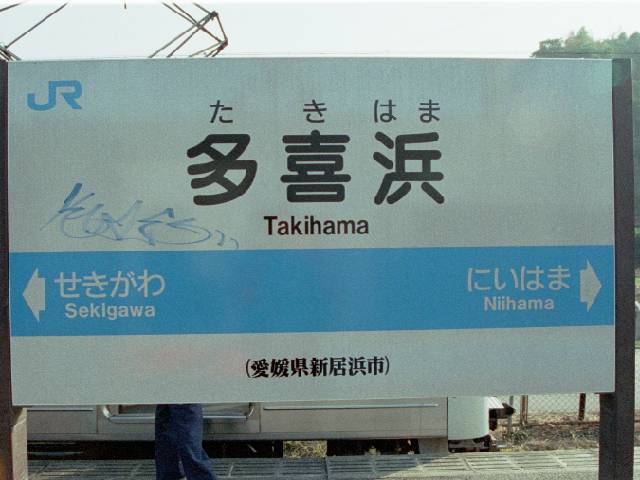 JR
たきはま
多喜浜
Takihama
せきがわ
Sekigawa
にいはま
Niihama
(愛媛県新居浜市)